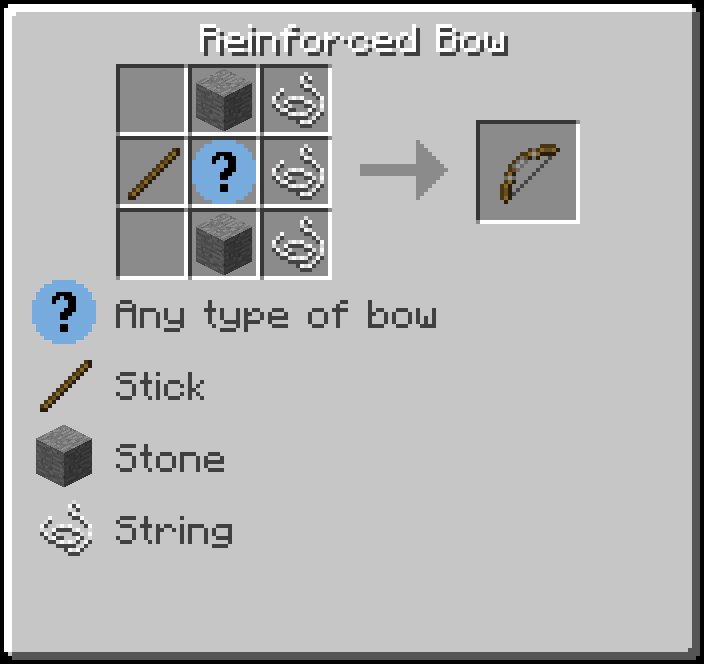 Reinforced Bow
?
? Any type of bow
Stick
Stone
String